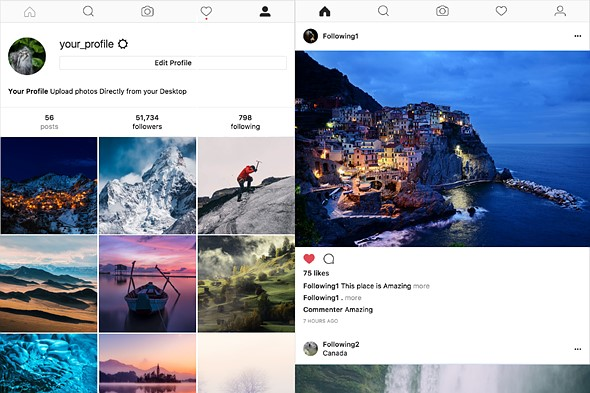 your_profile
Edit Profile
Your Profile Upload photos Directly from your Desktop
56 51,734 798
posts followers following
Following1
75 likes
Following1 This place is Amazing more
Following1 . more
Commenter Amazing
7 HOURS AGO
Following2
Canada